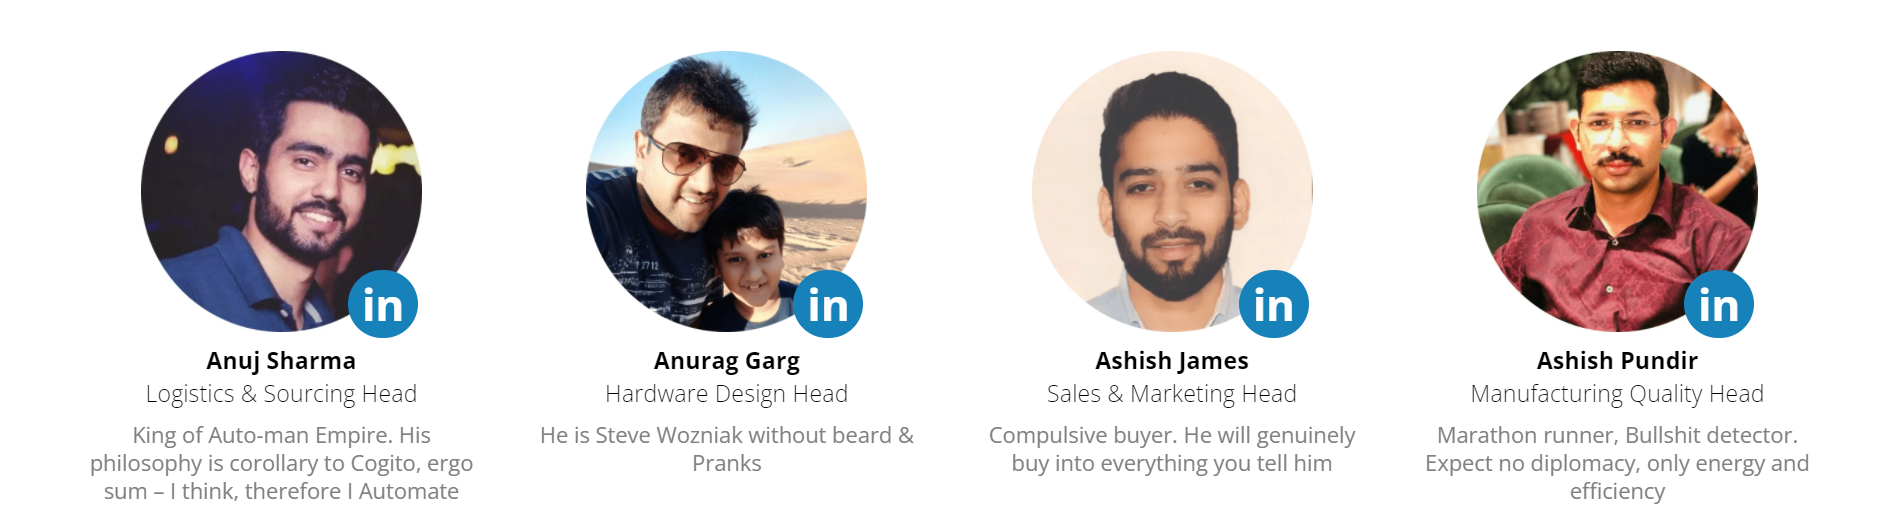 in
in
in
in
Anuj Sharma
Logistics & Sourcing Head
King of Auto-man Empire. His
philosophy is corollary to Cogito, ergo
sum – I think, therefore I Automate
Anurag Garg
Hardware Design Head
He is Steve Wozniak without beard &
Pranks
Ashish James
Sales & Marketing Head
Compulsive buyer. He will genuinely
buy into everything you tell him
Ashish Pundir
Manufacturing Quality Head
Marathon runner, Bullshit detector.
Expect no diplomacy, only energy and
efficiency